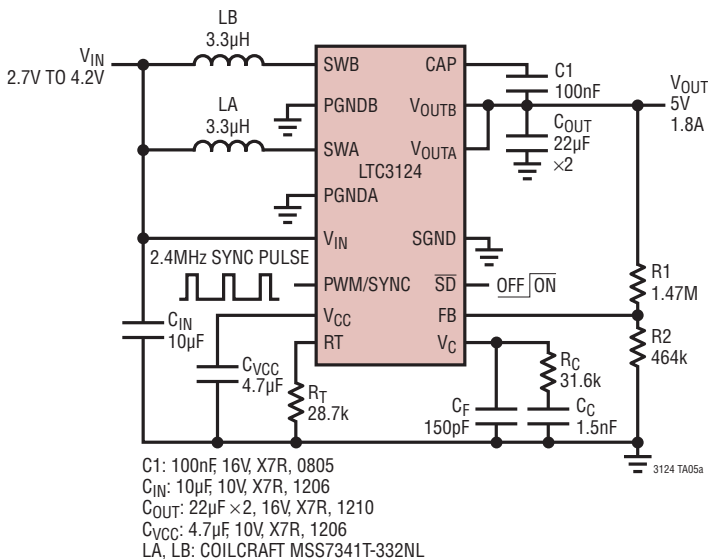 LB
3.3µH
VIN
2.7V TO 4.2V
SWB
CAP
C1
100nF
PGNDB
VOUTB
VOUT
5V
1.8A
LA
3.3µH
SWA
VOUTA
COUT
22µF
×2
LTC3124
PGNDA
VIN
SGND
2.4MHz SYNC PULSE
PWM/SYNC
SD
OFF ON
R1
1.47M
CIN
10µF
VCC
FB
RT
VC
R2
464k
CVCC
4.7µF
RT
28.7k
RC
31.6k
CF
150pF
CC
1.5nF
3124 TA05a
C1: 100nF, 16V, X7R, 0805
CIN: 10µF, 10V, X7R, 1206
COUT: 22µF ×2, 16V, X7R, 1210
CVCC: 4.7µF, 10V, X7R, 1206
LA, LB: COILCRAFT MSS7341T-332NL